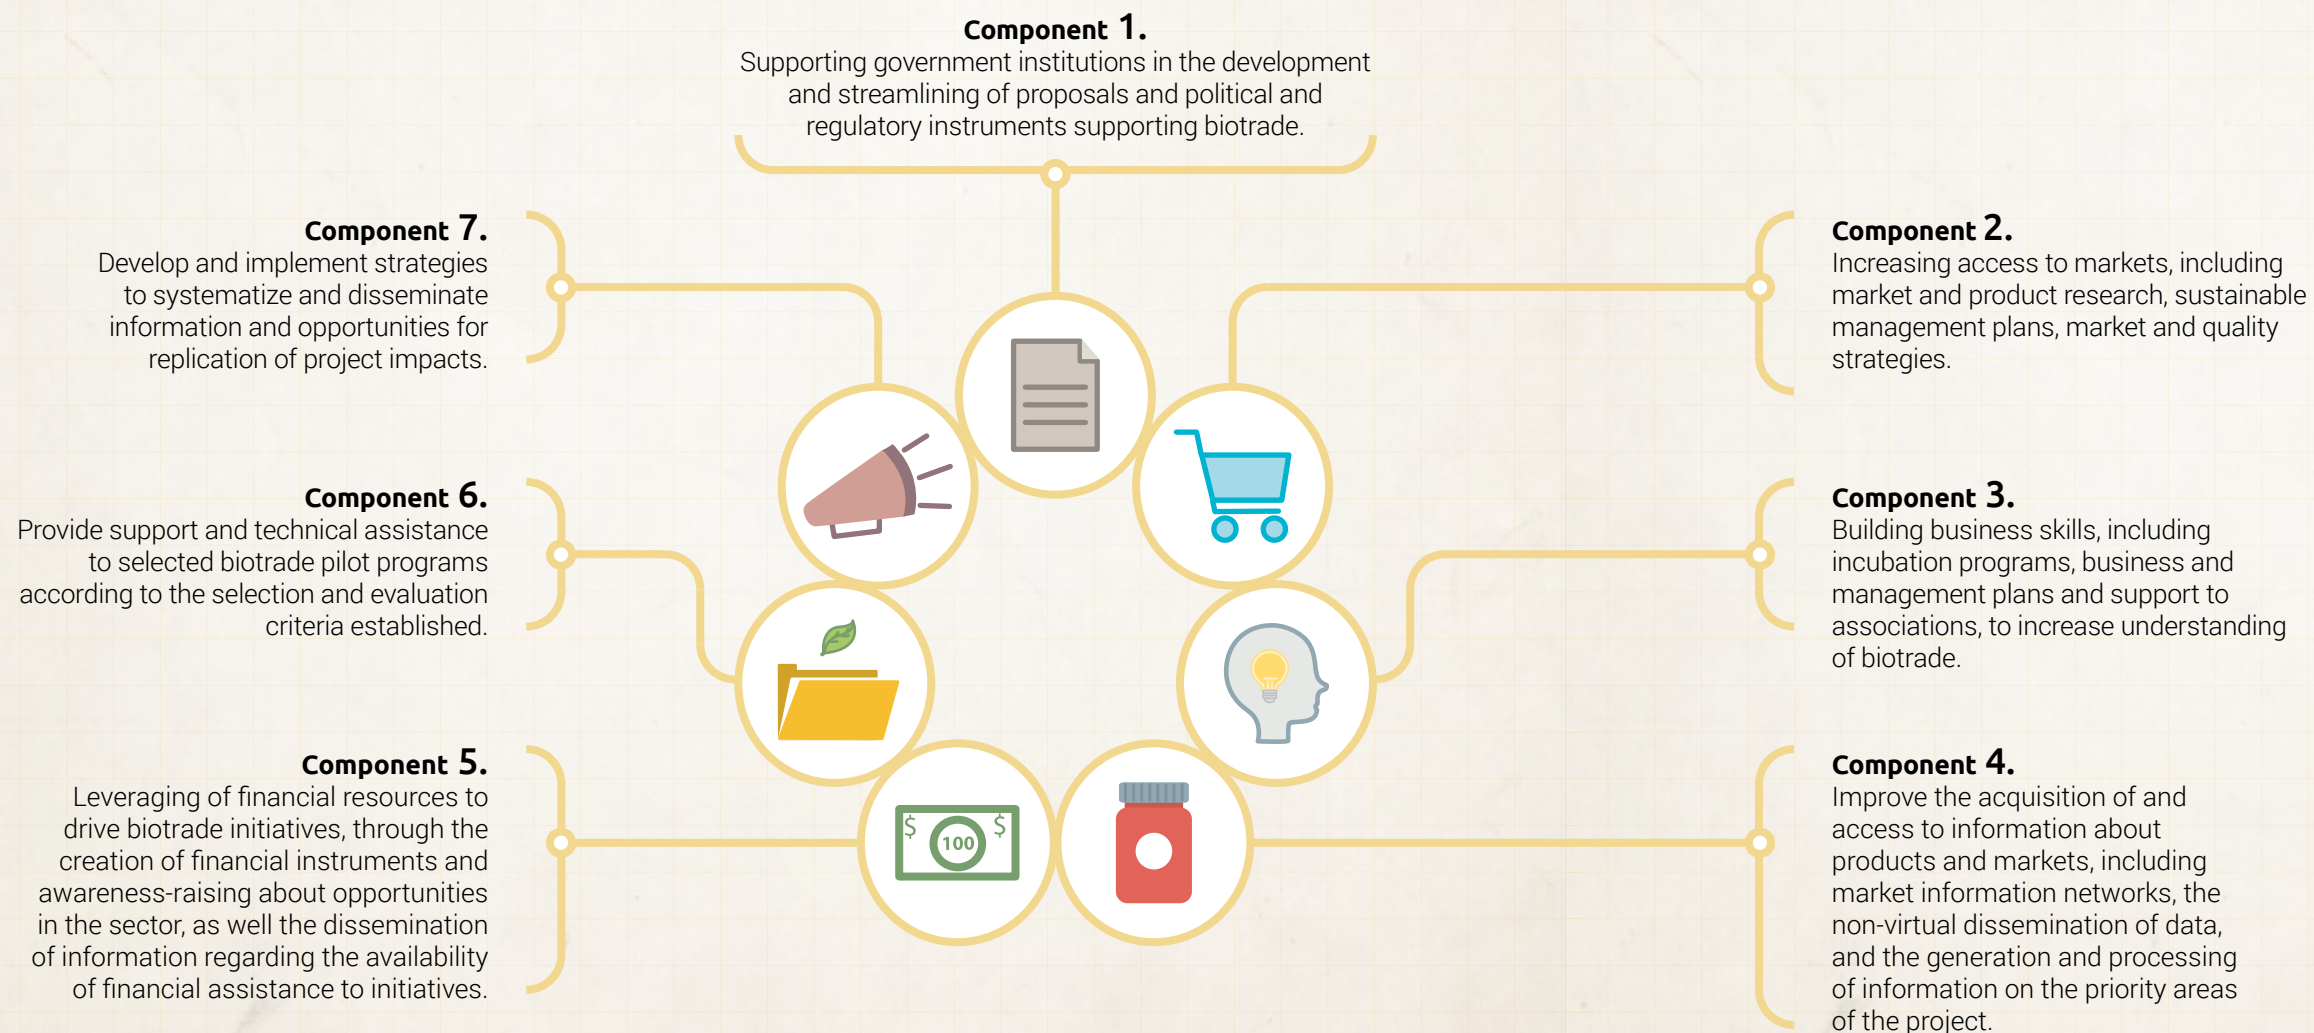 Component 1.
Supporting government institutions in the development
and streamlining of proposals and political and
regulatory instruments supporting biotrade.
Component 2.
Increasing access to markets, including
market and product research, sustainable
management plans, market and quality
strategies.
Component 3.
Building business skills, including
incubation programs, business and
management plans and support to
associations, to increase understanding
of biotrade.
Component 4.
Improve the acquisition of and
access to information about
products and markets, including
market information networks, the
non-virtual dissemination of data,
and the generation and processing
of information on the priority areas
of the project.
Component 5.
Leveraging of financial resources to
drive biotrade initiatives, through the
creation of financial instruments and
awareness-raising about opportunities
in the sector, as well the dissemination
of information regarding the availability
of financial assistance to initiatives.
Component 6.
Provide support and technical assistance
to selected biotrade pilot programs
according to the selection and evaluation
criteria established.
Component 7.
Develop and implement strategies
to systematize and disseminate
information and opportunities for
replication of project impacts.
$ 100 $